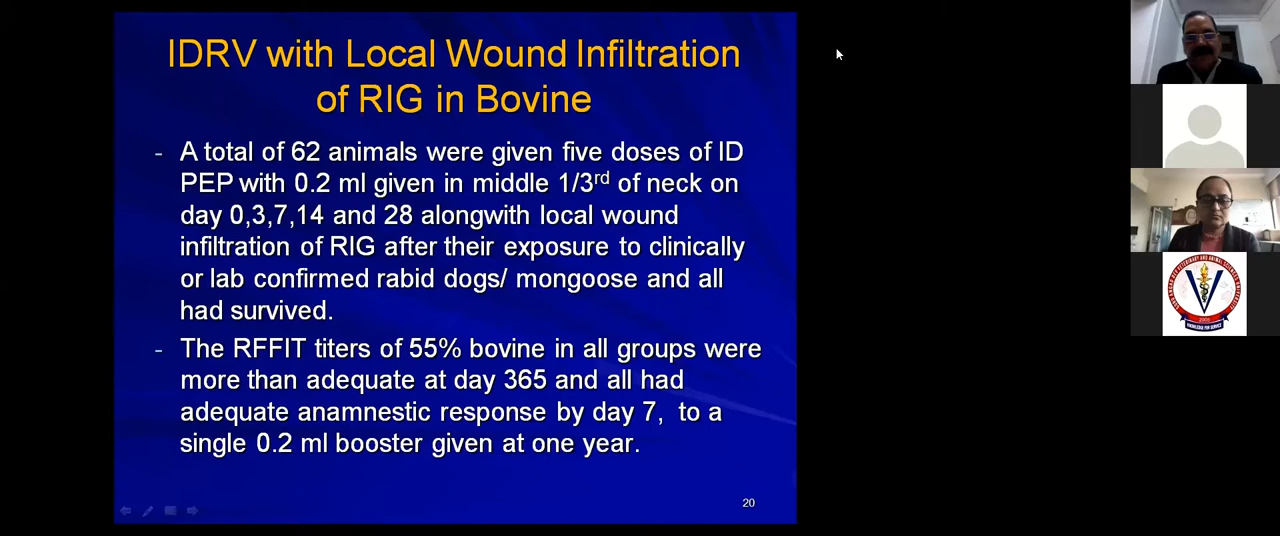 IDRV with Local Wound Infiltration
of RIG in Bovine
- A total of 62 animals were given five doses of ID
PEP with 0.2 ml given in middle 1/3rd of neck on
day 0,3,7,14 and 28 alongwith local wound
infiltration of RIG after their exposure to clinically
or lab confirmed rabid dogs/ mongoose and all
had survived.
- The RFFIT titers of 55% bovine in all groups were
more than adequate at day 365 and all had
adequate anamnestic response by day 7, to a
single 0.2 ml booster given at one year.
20